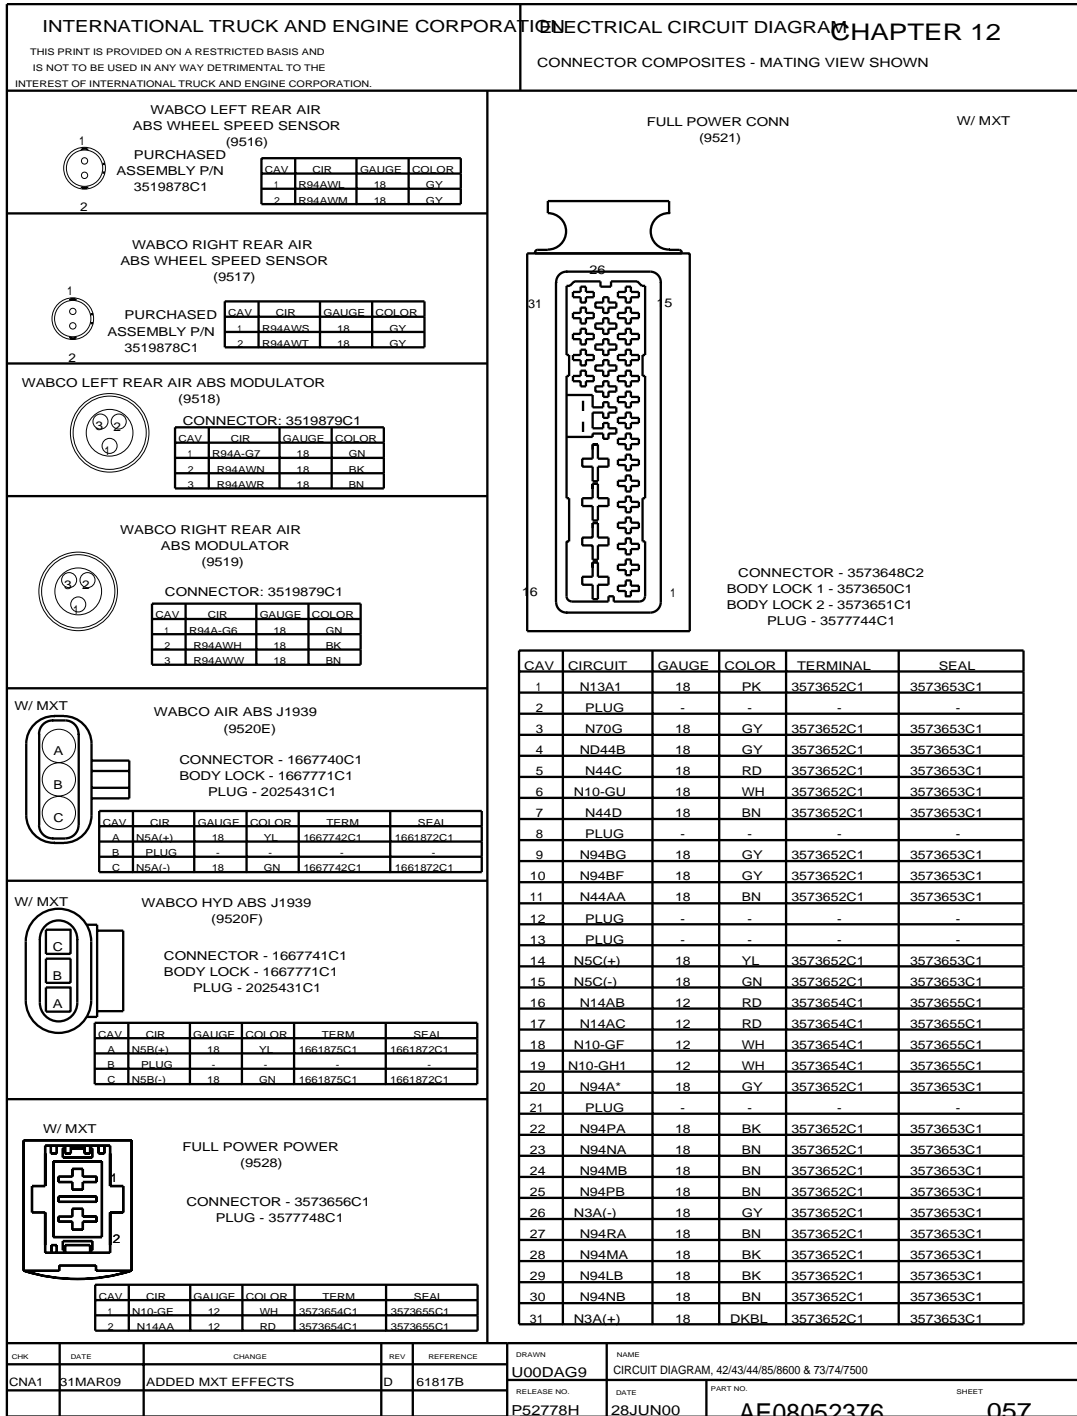 INTERNATIONAL TRUCK AND ENGINE CORPORATION
THIS PRINT IS PROVIDED ON A RESTRICTED BASIS AND
IS NOT TO BE USED IN ANY WAY DETRIMENTAL TO THE
INTEREST OF INTERNATIONAL TRUCK AND ENGINE CORPORATION.
ELECTRICAL CIRCUIT DIAGRAM
CHAPTER 12
CONNECTOR COMPOSITES - MATING VIEW SHOWN
WABCO LEFT REAR AIR
ABS WHEEL SPEED SENSOR
(9516)
1
2
PURCHASED
ASSEMBLY P/N
3519878C1
CAV CIR GAUGE COLOR
1 R94AWL 18 GY
2 R94AWM 18 GY
WABCO RIGHT REAR AIR
ABS WHEEL SPEED SENSOR
(9517)
1
2
PURCHASED
ASSEMBLY P/N
3519878C1
CAV CIR GAUGE COLOR
1 R94AWS 18 GY
2 R94AWT 18 GY
WABCO LEFT REAR AIR ABS MODULATOR
(9518)
3 2
1
CONNECTOR: 3519879C1
CAV CIR GAUGE COLOR
1 R94A-G7 18 GN
2 R94AWN 18 BK
3 R94AWR 18 BN
WABCO RIGHT REAR AIR
ABS MODULATOR
(9519)
3 2
1
CONNECTOR: 3519879C1
CAV CIR GAUGE COLOR
1 R94A-G6 18 GN
2 R94AWH 18 BK
3 R94AWW 18 BN
W/ MXT
WABCO AIR ABS J1939
(9520E)
A
B
C
CONNECTOR - 1667740C1
BODY LOCK - 1667771C1
PLUG - 2025431C1
CAV CIR GAUGE COLOR TERM SEAL
A N5A(+) 18 YL 1667742C1 1661872C1
B PLUG - - - -
C N5A(-) 18 GN 1667742C1 1661872C1
W/ MXT
WABCO HYD ABS J1939
(9520F)
C
B
A
CONNECTOR - 1667741C1
BODY LOCK - 1667771C1
PLUG - 2025431C1
CAV CIR GAUGE COLOR TERM SEAL
A N5B(+) 18 YL 1661875C1 1661872C1
B PLUG - - - -
C N5B(-) 18 GN 1661875C1 1661872C1
W/ MXT
FULL POWER POWER
(9528)
1
2
CONNECTOR - 3573656C1
PLUG - 3577748C1
CAV CIR GAUGE COLOR TERM SEAL
1 N10-GE 12 WH 3573654C1 3573655C1
2 N14AA 12 RD 3573654C1 3573655C1
FULL POWER CONN
(9521)
W/ MXT
26
31 15
16 1
CONNECTOR - 3573648C2
BODY LOCK 1 - 3573650C1
BODY LOCK 2 - 3573651C1
PLUG - 3577744C1
CAV CIRCUIT GAUGE COLOR TERMINAL SEAL
1 N13A1 18 PK 3573652C1 3573653C1
2 PLUG - - - -
3 N70G 18 GY 3573652C1 3573653C1
4 ND44B 18 GY 3573652C1 3573653C1
5 N44C 18 RD 3573652C1 3573653C1
6 N10-GU 18 WH 3573652C1 3573653C1
7 N44D 18 BN 3573652C1 3573653C1
8 PLUG - - - -
9 N94BG 18 GY 3573652C1 3573653C1
10 N94BF 18 GY 3573652C1 3573653C1
11 N44AA 18 BN 3573652C1 3573653C1
12 PLUG - - - -
13 PLUG - - - -
14 N5C(+) 18 YL 3573652C1 3573653C1
15 N5C(-) 18 GN 3573652C1 3573653C1
16 N14AB 12 RD 3573654C1 3573655C1
17 N14AC 12 RD 3573654C1 3573655C1
18 N10-GF 12 WH 3573654C1 3573655C1
19 N10-GH1 12 WH 3573654C1 3573655C1
20 N94A* 18 GY 3573652C1 3573653C1
21 PLUG - - - -
22 N94PA 18 BK 3573652C1 3573653C1
23 N94NA 18 BN 3573652C1 3573653C1
24 N94MB 18 BN 3573652C1 3573653C1
25 N94PB 18 BN 3573652C1 3573653C1
26 N3A(-) 18 GY 3573652C1 3573653C1
27 N94RA 18 BN 3573652C1 3573653C1
28 N94MA 18 BK 3573652C1 3573653C1
29 N94LB 18 BK 3573652C1 3573653C1
30 N94NB 18 BN 3573652C1 3573653C1
31 N3A(+) 18 DKBL 3573652C1 3573653C1
CHK DATE CHANGE REV REFERENCE
CNA1 31MAR09 ADDED MXT EFFECTS D 61817B
DRAWN
U00DAG9
NAME
CIRCUIT DIAGRAM, 42/43/44/85/8600 & 73/74/7500
RELEASE NO.
P52778H
DATE
28JUN00
PART NO.
AE08052376
SHEET
057